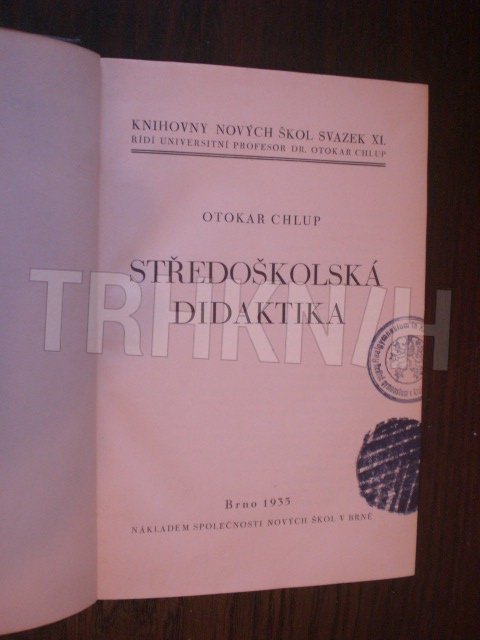 KNIHOVNY NOVÝCH ŠKOL SVAZEK XI.
ŘÍDÍ UNIVERSITNÍ PROFESOR DR. OTOKAR CHLUP
OTOKAR CHLUP
STŘEDOŠKOLSKÁ
DIDAKTIKA
TRHKNIH
Brno 1935
NÁKLADEM SPOLEČNOSTI NOVÝCH ŠKOL V BRNĚ